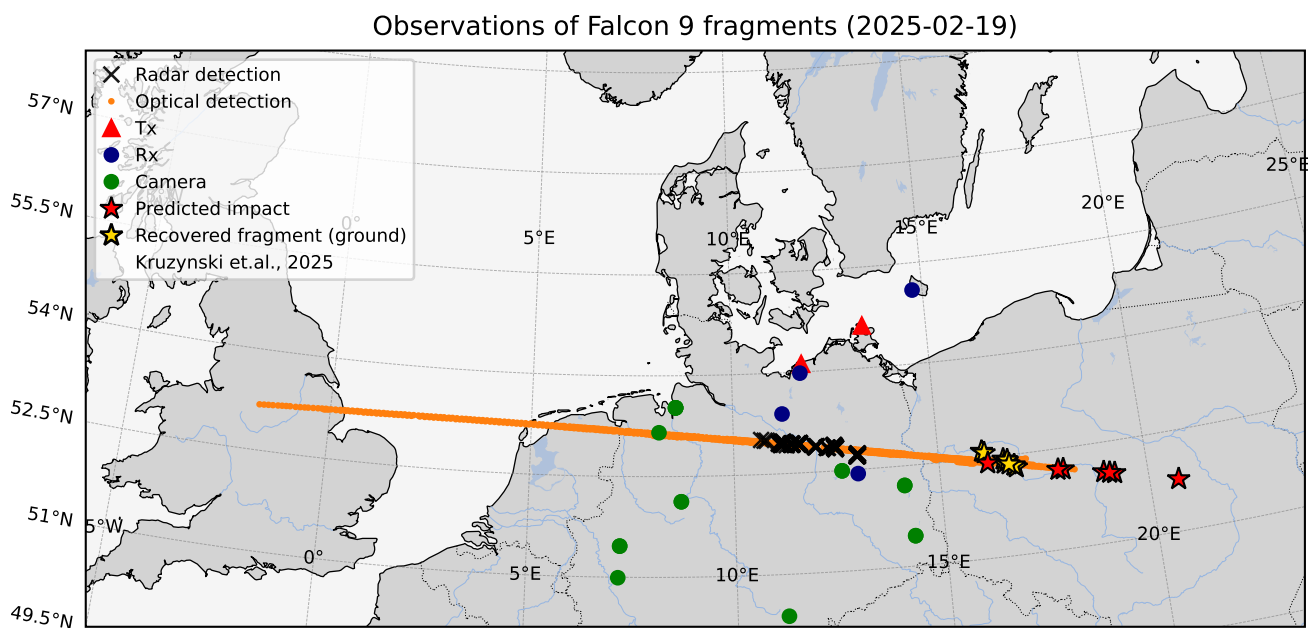 Observations of Falcon 9 fragments (2025-02-19)
Radar detection
Optical detection
Tx
Rx
Camera
Predicted impact
Recovered fragment (ground)
Kruzynski et.al., 2025
57°N
55.5°N
54°N
52.5°N
51°N
49.5°N
0°
5°E
10°E
15°E
20°E
25°E
5°W
0°
5°E
10°E
15°E
20°E